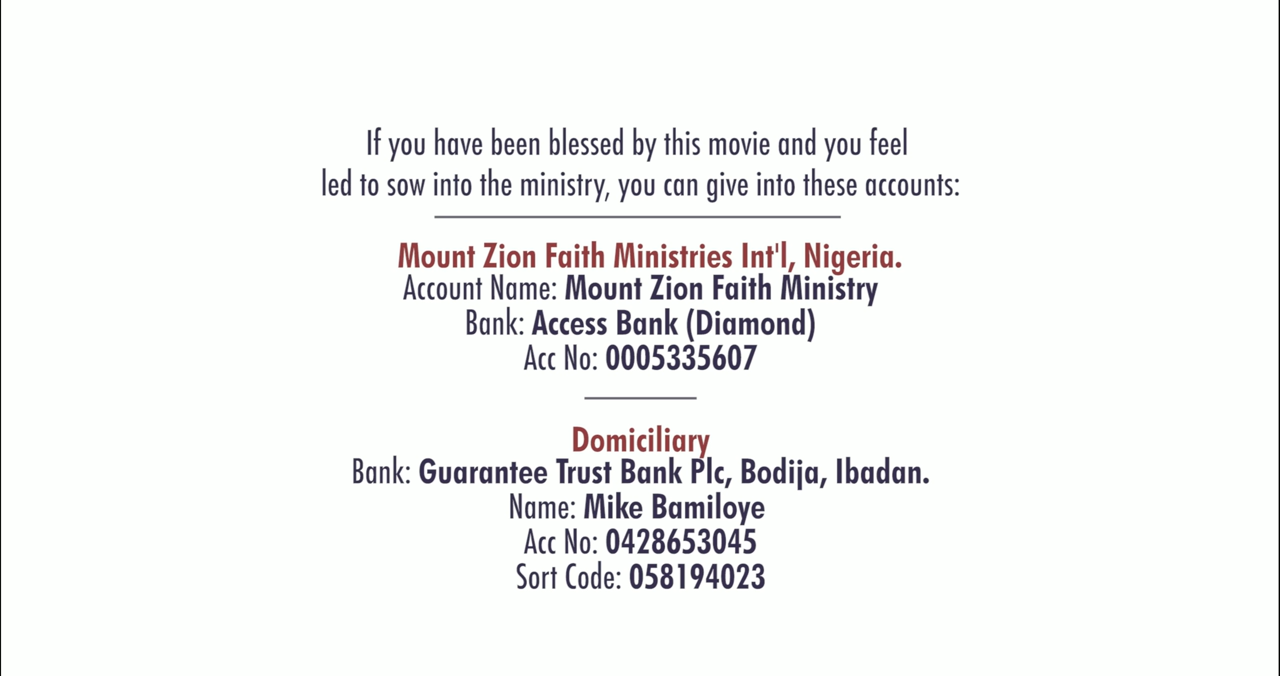 If you have been blessed by this movie and you feel
led to sow into the ministry, you can give into these accounts:
Mount Zion Faith Ministries Int'l, Nigeria.
Account Name: Mount Zion Faith Ministry
Bank: Access Bank (Diamond)
Acc No: 0005335607
Domiciliary
Bank: Guarantee Trust Bank Plc, Bodija, Ibadan.
Name: Mike Bamiloye
Acc No: 0428653045
Sort Code: 058194023